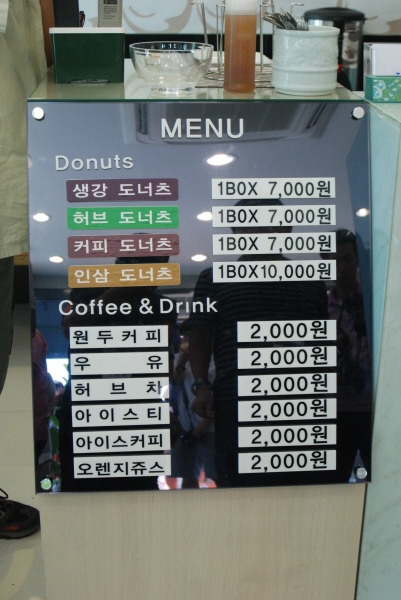 MENU
Donuts
생강 도너츠 1BOX 7,000원
허브 도너츠 1BOX 7,000원
커피 도너츠 1BOX 7,000원
인삼 도너츠 1BOX10,000원
Coffee & Drink
원두커피 2,000원
우유 2,000원
허브차 2,000원
아이스티 2,000원
아이스커피 2,000원
오렌지쥬스 2,000원